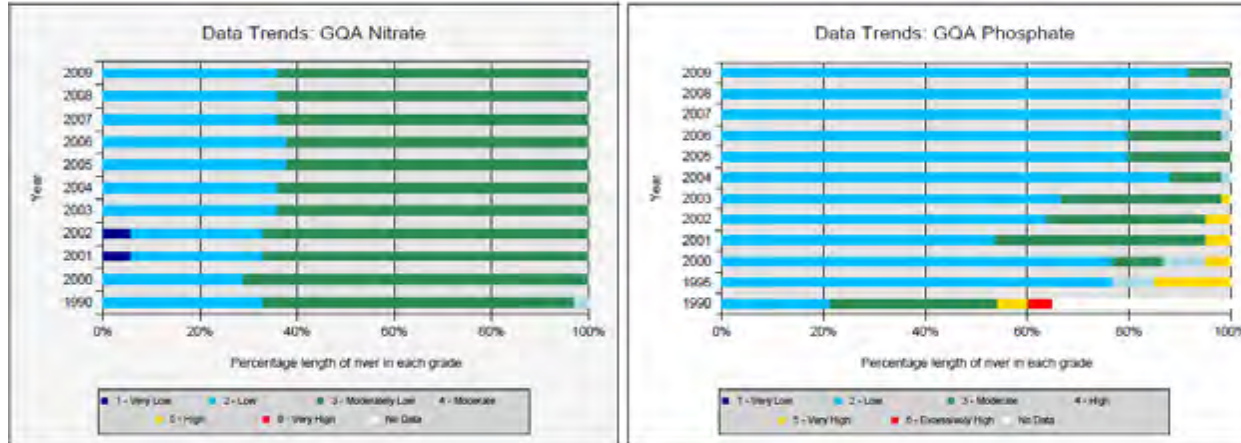 Data Trends: GQA Nitrate
Year
2009
2008
2007
2006
2005
2004
2003
2002
2001
2000
1990
0% 20% 40% 60% 80% 100%
Percentage length of river in each grade
1 - Very Low 2 - Low 3 - Moderately Low 4 - Moderate
5 - High 6 - Very High No Data
Data Trends: GQA Phosphate
Year
2009
2008
2007
2006
2005
2004
2003
2002
2001
2000
1995
1990
0% 20% 40% 60% 80% 100%
Percentage length of river in each grade
1 - Very Low 2 - Low 3 - Moderate 4 - High
5 - Very High 6 - Excessively High No Data